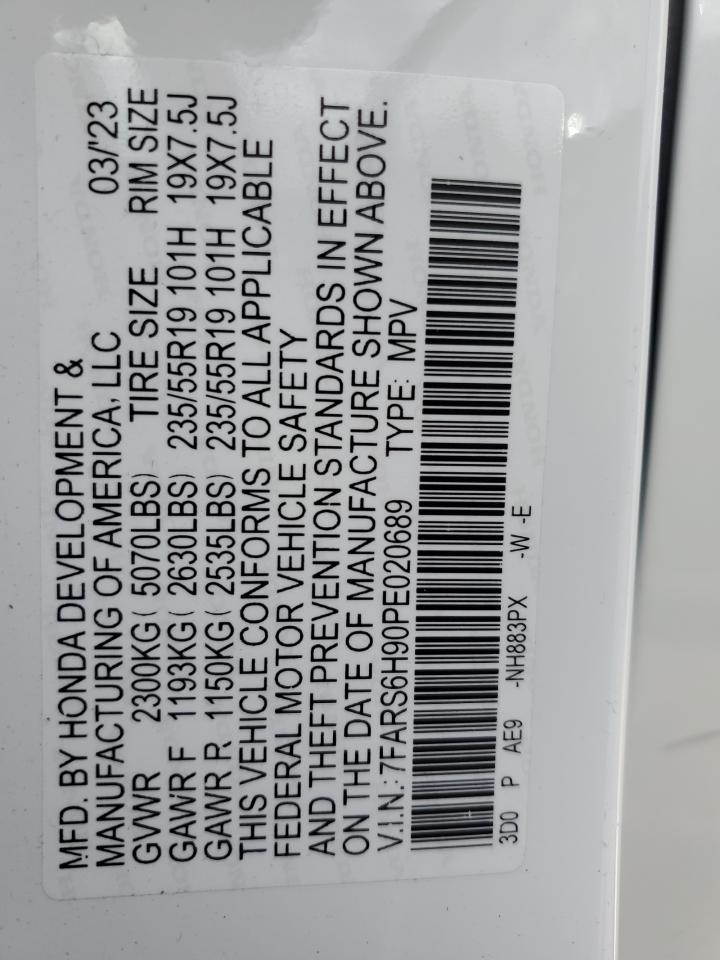 MFD. BY HONDA DEVELOPMENT &
MANUFACTURING OF AMERICA, LLC 03/'23
GVWR 2300KG ( 5070LBS) TIRE SIZE RIM SIZE
GAWR F 1193KG ( 2630LBS) 235/55R19 101H 19X7.5J
GAWR R 1150KG ( 2535LBS) 235/55R19 101H 19X7.5J
THIS VEHICLE CONFORMS TO ALL APPLICABLE
FEDERAL MOTOR VEHICLE SAFETY
AND THEFT PREVENTION STANDARDS IN EFFECT
ON THE DATE OF MANUFACTURE SHOWN ABOVE.
V.I.N.: 7FARS6H90PE020689 TYPE: MPV
3D0 P AE9 -NH883PX -W -E